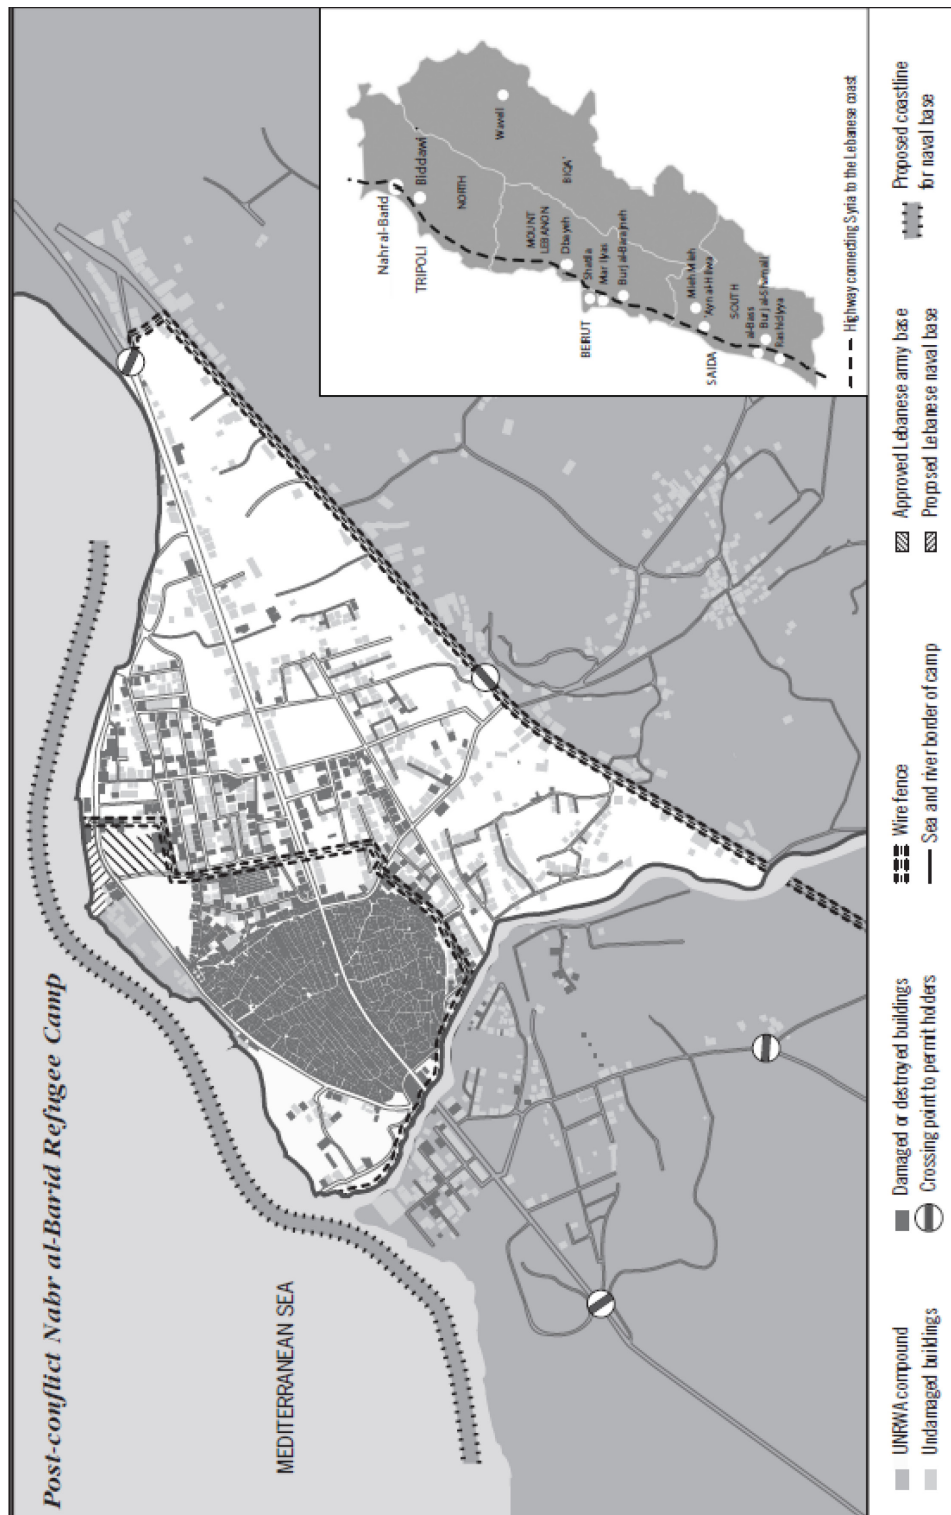 Post-conflict Nahr al-Barid Refugee Camp
MEDITERRANEAN SEA
Nahr al-Barid
Biddawi
TRIPOLI
NORTH
Wavell
MOUNT
LEBANON
BIQA'
Dbayeh
BEIRUT
Shatila
Mar Ilyas
Burj al-Barajneh
Mieh Mieh
'Ayn al-Hilwa
SAIDA
SOUTH
al-Bass
Burj al-Shamali
Rashidiyya
Highway connecting Syria to the Lebanese coast
UNRWA compound
Undamaged buildings
Damaged or destroyed buildings
Crossing point to permit holders
Wire fence
Sea and river border of camp
Approved Lebanese army base
Proposed Lebanese naval base
Proposed coastline
for naval base